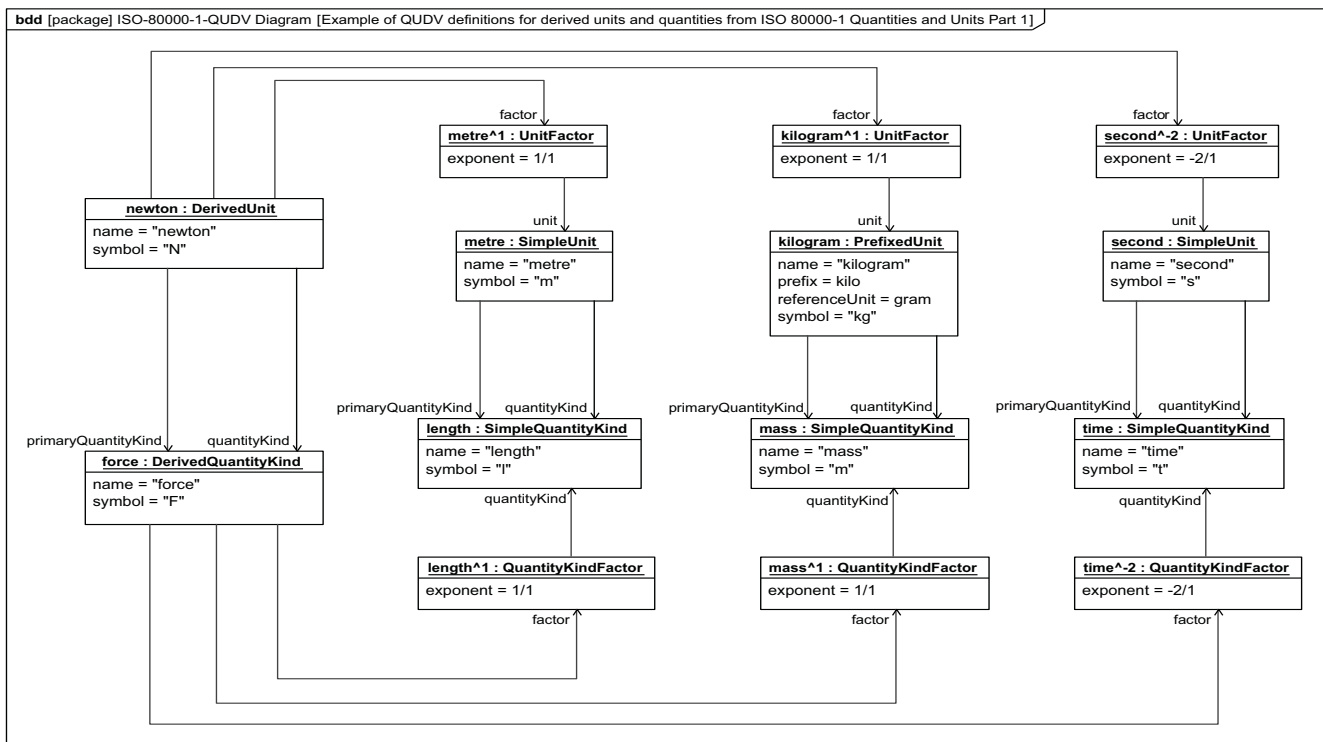 bdd [package] ISO-80000-1-QUDV Diagram [Example of QUDV definitions for derived units and quantities from ISO 80000-1 Quantities and Units Part 1]
factor
metre^1 : UnitFactor
exponent = 1/1
factor
kilogram^1 : UnitFactor
exponent = 1/1
factor
second^-2 : UnitFactor
exponent = -2/1
newton : DerivedUnit
name = "newton"
symbol = "N"
unit
metre : SimpleUnit
name = "metre"
symbol = "m"
unit
kilogram : PrefixedUnit
name = "kilogram"
prefix = kilo
referenceUnit = gram
symbol = "kg"
unit
second : SimpleUnit
name = "second"
symbol = "s"
primaryQuantityKind
quantityKind
force : DerivedQuantityKind
name = "force"
symbol = "F"
primaryQuantityKind
quantityKind
length : SimpleQuantityKind
name = "length"
symbol = "l"
quantityKind
primaryQuantityKind
quantityKind
mass : SimpleQuantityKind
name = "mass"
symbol = "m"
quantityKind
primaryQuantityKind
quantityKind
time : SimpleQuantityKind
name = "time"
symbol = "t"
quantityKind
length^1 : QuantityKindFactor
exponent = 1/1
factor
mass^1 : QuantityKindFactor
exponent = 1/1
factor
time^-2 : QuantityKindFactor
exponent = -2/1
factor